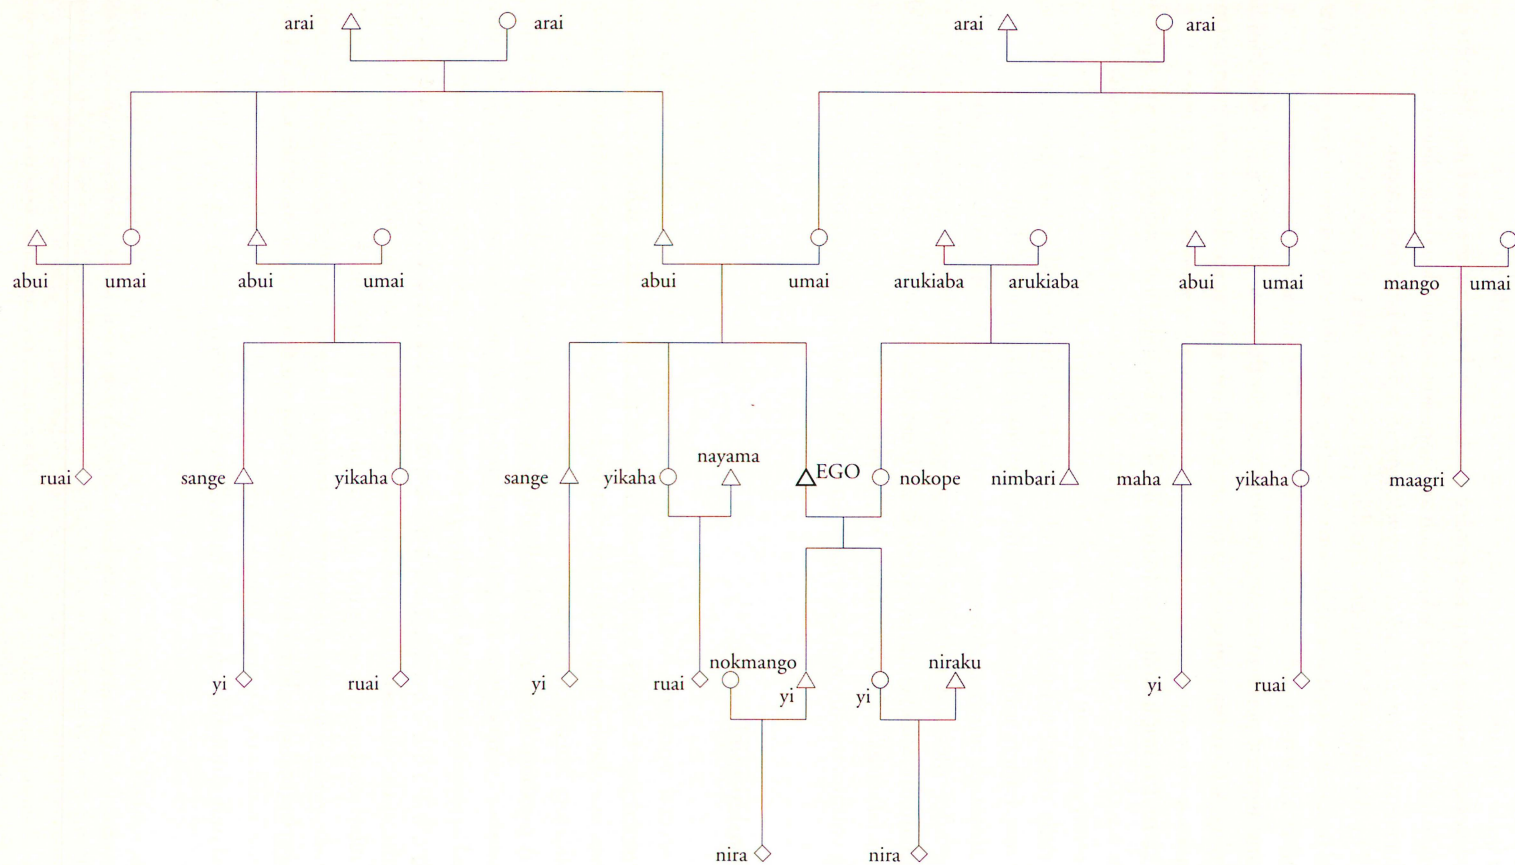 arai arai arai arai
abui umai abui umai abui umai arukiaba arukiaba abui umai mango umai
nayama
ruai sange yikaha sange yikaha EGO nokope nimbari maha yikaha maagri
nokmango niraku
yi ruai yi ruai yi yi yi ruai
nira nira